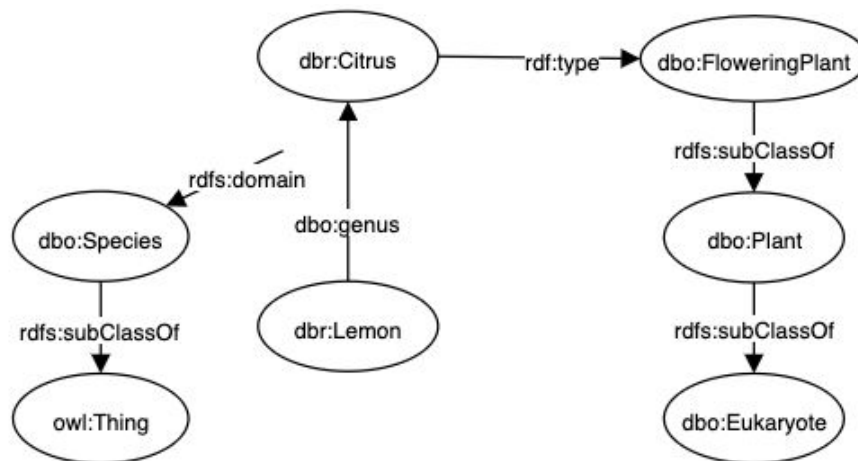 dbr:Citrus
rdf:type
dbo:FloweringPlant
rdfs:subClassOf
rdfs:domain
dbo:Species
dbo:genus
dbo:Plant
rdfs:subClassOf
dbr:Lemon
rdfs:subClassOf
owl:Thing
dbo:Eukaryote